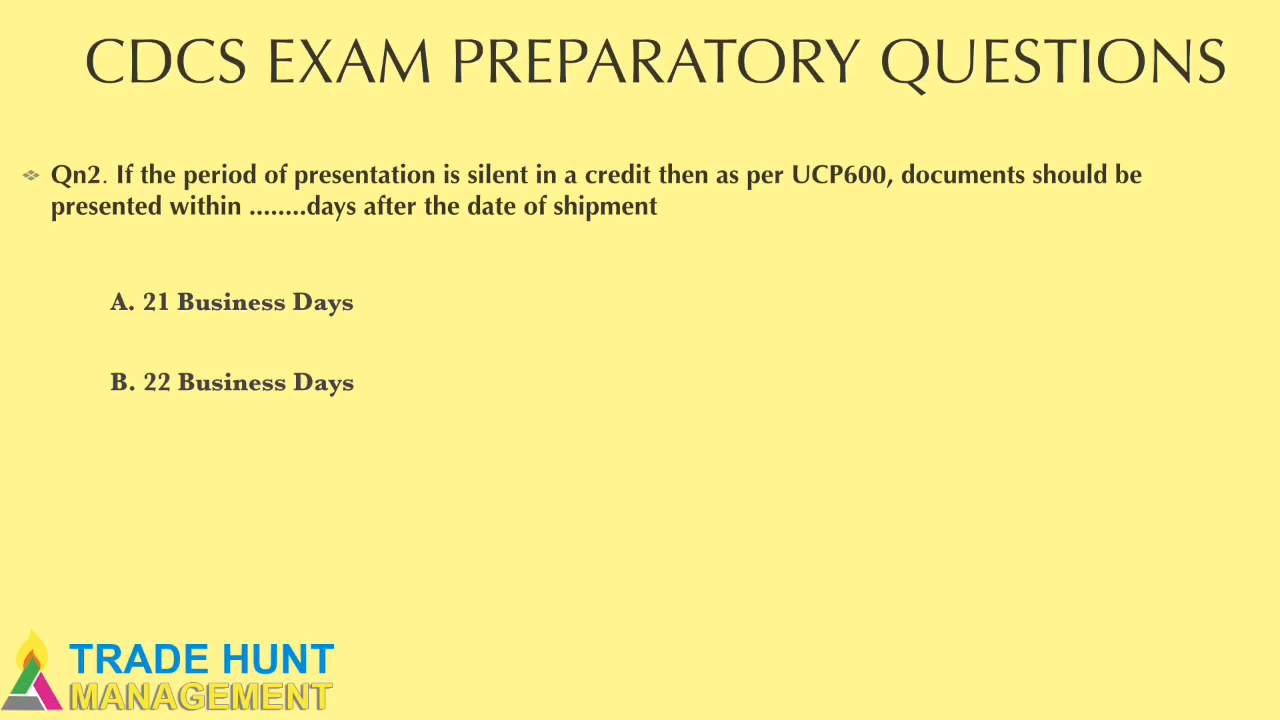 CDCS EXAM PREPARATORY QUESTIONS
Qn2. If the period of presentation is silent in a credit then as per UCP600, documents should be
presented within ........days after the date of shipment
A. 21 Business Days
B. 22 Business Days
TRADE HUNT
MANAGEMENT